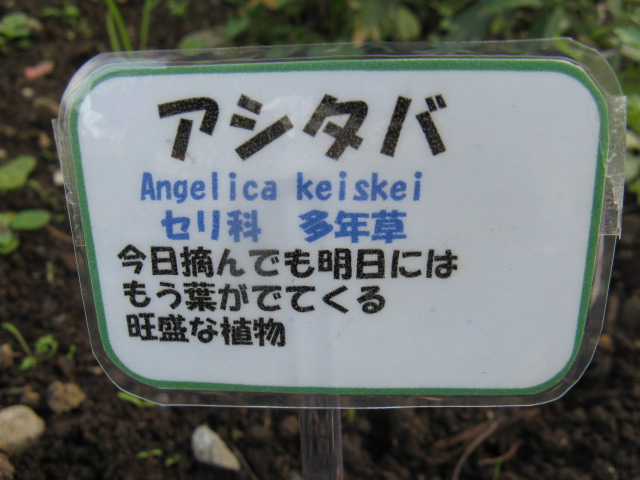 アシタバ
Angelica keiskei
セリ科 多年草
今日摘んでも明日には
もう葉がでてくる
旺盛な植物